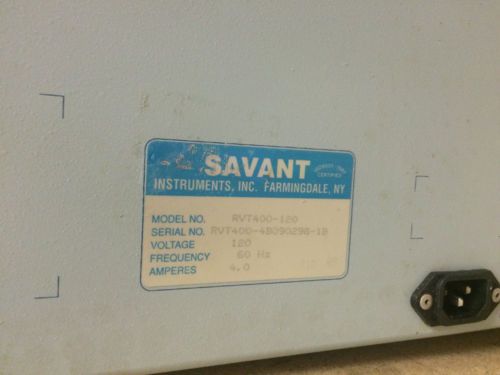 SAVANT
INSTRUMENTS, INC. FARMINGDALE, NY
CERTIFIED
MODEL NO. RVT400-120
SERIAL NO. RVT400-4B090298-1B
VOLTAGE 120
FREQUENCY 60 Hz
AMPERES 4.0